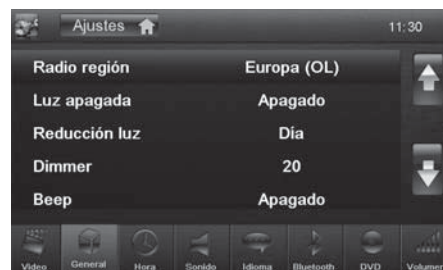 Ajustes 11:30
Radio región Europa (OL)
Luz apagada Apagado
Reducción luz Día
Dimmer 20
Beep Apagado
Video General Hora Sonido Idioma Bluetooth DVD Volumen